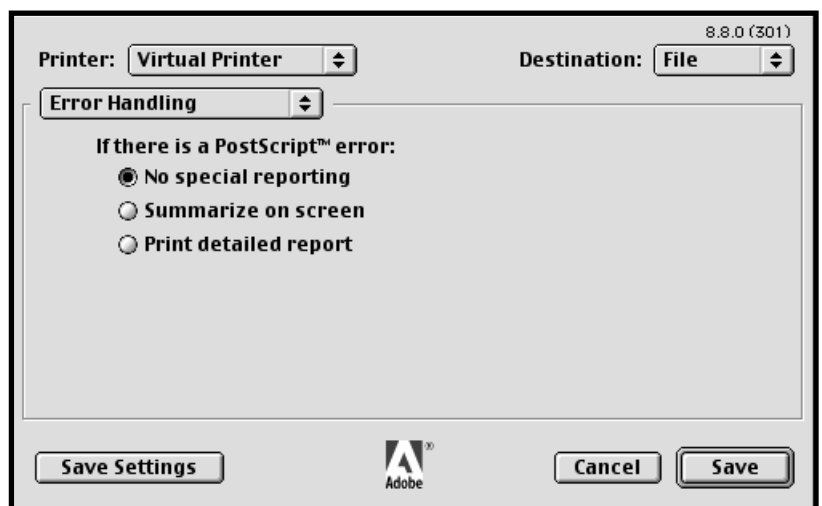 8.8.0 (301)
Printer: Virtual Printer Destination: File
Error Handling
If there is a PostScript™ error:
No special reporting
Summarize on screen
Print detailed report
Save Settings Adobe® Cancel Save